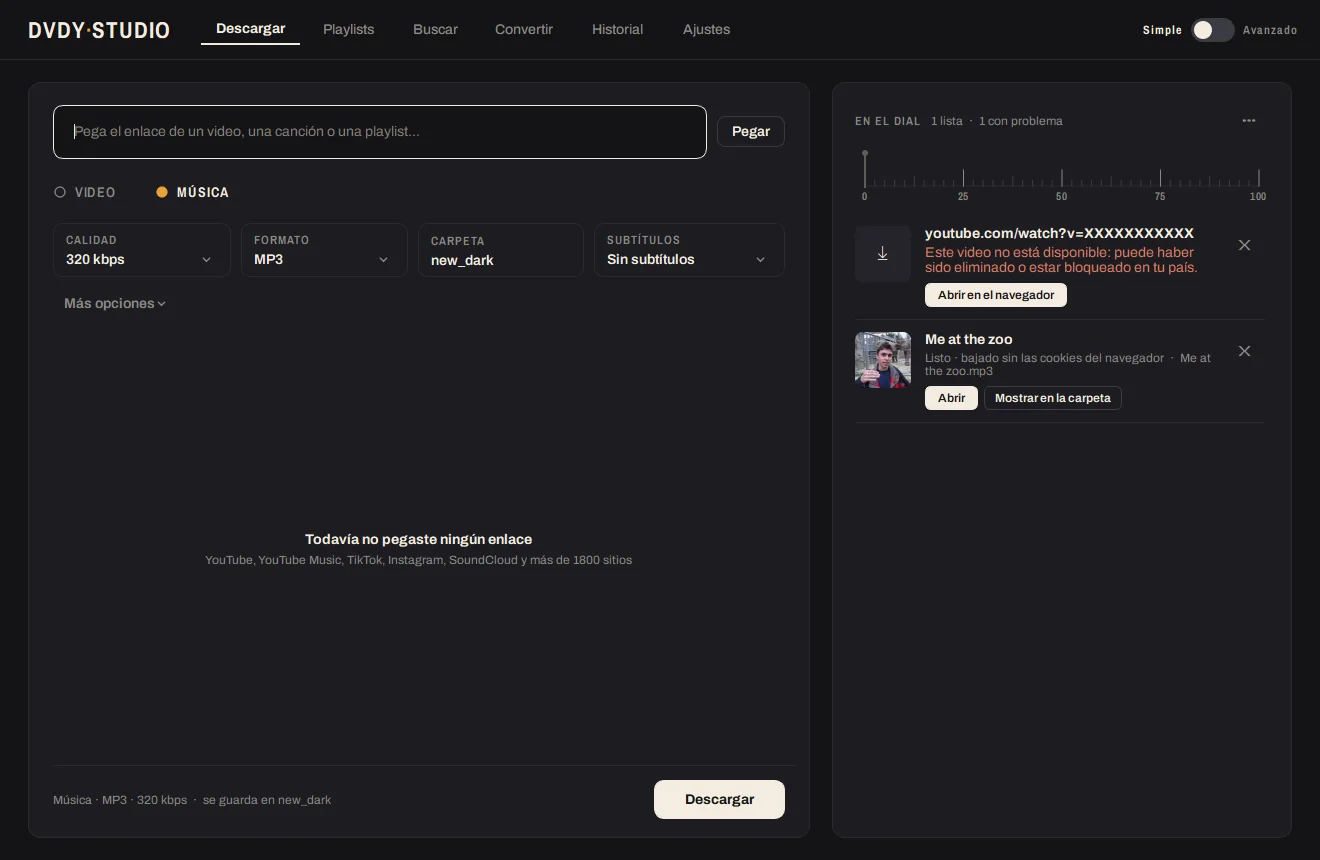 DVDY·STUDIO
Descargar
Playlists
Buscar
Convertir
Historial
Ajustes
Simple
Avanzado
Pega el enlace de un video, una canción o una playlist...
Pegar
VIDEO
MÚSICA
CALIDAD
320 kbps
FORMATO
MP3
CARPETA
new_dark
SUBTÍTULOS
Sin subtítulos
Más opciones
Todavía no pegaste ningún enlace
YouTube, YouTube Music, TikTok, Instagram, SoundCloud y más de 1800 sitios
Música · MP3 · 320 kbps · se guarda en new_dark
Descargar
EN EL DIAL 1 lista · 1 con problema
0 25 50 75 100
youtube.com/watch?v=XXXXXXXXXXX
Este video no está disponible: puede haber
sido eliminado o estar bloqueado en tu país.
Abrir en el navegador
Me at the zoo
Listo · bajado sin las cookies del navegador · Me at
the zoo.mp3
Abrir
Mostrar en la carpeta